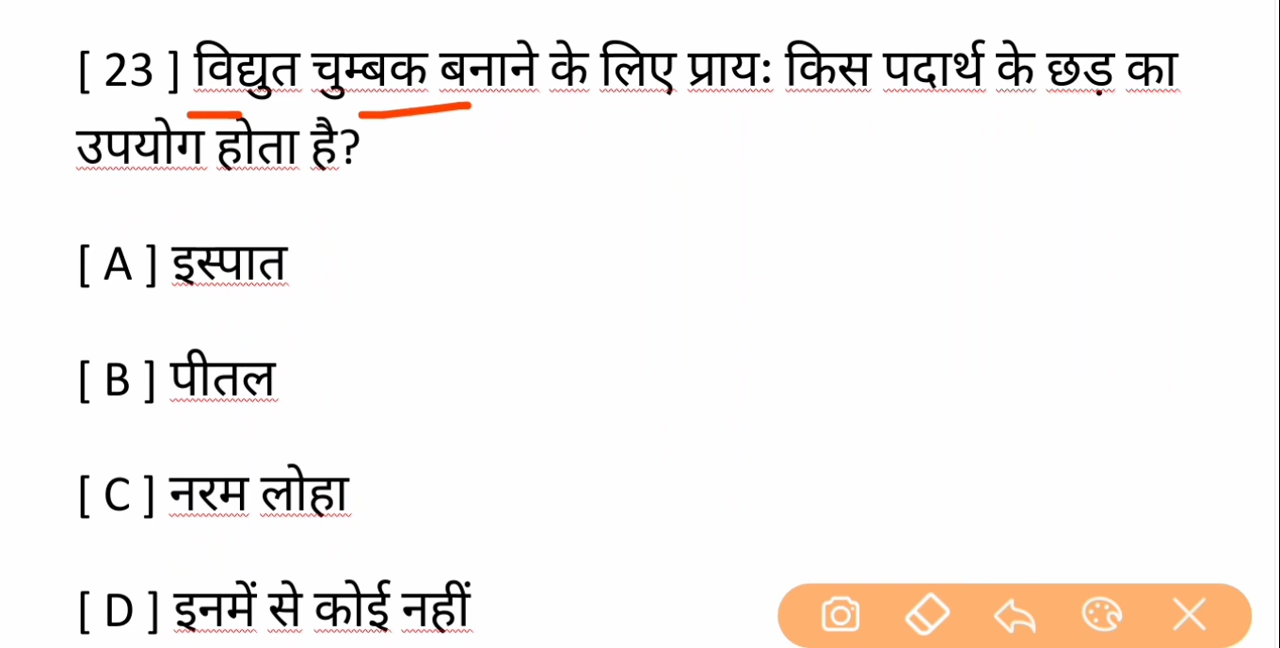 [ 23 ] विद्युत चुम्बक बनाने के लिए प्राय: किस पदार्थ के छड़ का
उपयोग होता है?
[ A ] इस्पात
[ B ] पीतल
[ C ] नरम लोहा
[ D ] इनमें से कोई नहीं